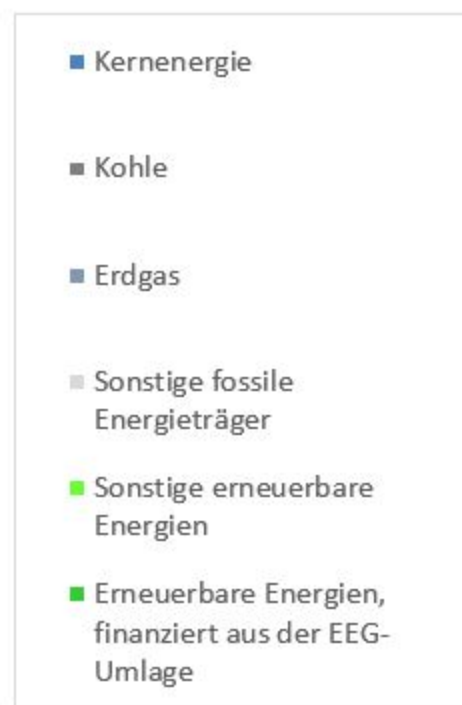 Kernenergie
Kohle
Erdgas
Sonstige fossile
Energieträger
Sonstige erneuerbare
Energien
Erneuerbare Energien,
finanziert aus der EEG-
Umlage